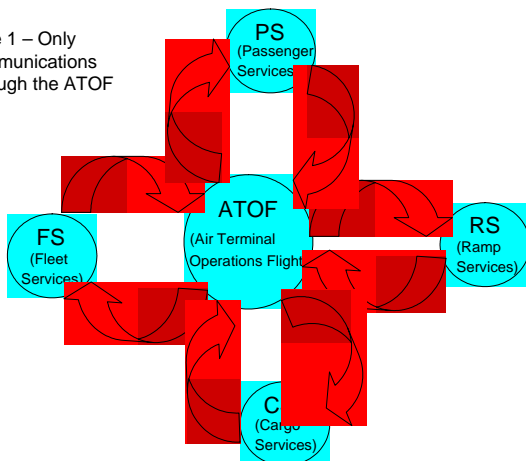 e 1 – Only
munications
ugh the ATOF
PS
(Passenger
Services
ATOF
(Air Terminal
Operations Flight
FS
(Fleet
Services)
RS
(Ramp
Services)
C
(Cargo
Services)